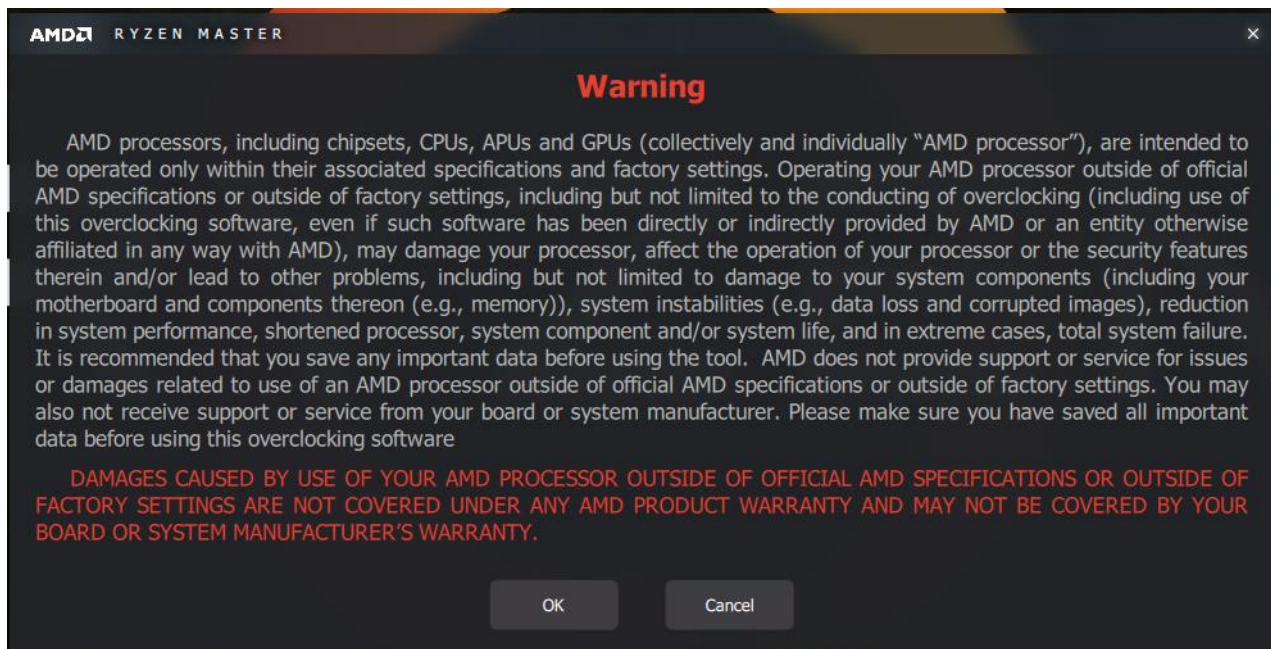 AMD RYZEN MASTER
Warning
AMD processors, including chipsets, CPUs, APUs and GPUs (collectively and individually “AMD processor”), are intended to
be operated only within their associated specifications and factory settings. Operating your AMD processor outside of official
AMD specifications or outside of factory settings, including but not limited to the conducting of overclocking (including use of
this overclocking software, even if such software has been directly or indirectly provided by AMD or an entity otherwise
affiliated in any way with AMD), may damage your processor, affect the operation of your processor or the security features
therein and/or lead to other problems, including but not limited to damage to your system components (including your
motherboard and components thereon (e.g., memory)), system instabilities (e.g., data loss and corrupted images), reduction
in system performance, shortened processor, system component and/or system life, and in extreme cases, total system failure.
It is recommended that you save any important data before using the tool. AMD does not provide support or service for issues
or damages related to use of an AMD processor outside of official AMD specifications or outside of factory settings. You may
also not receive support or service from your board or system manufacturer. Please make sure you have saved all important
data before using this overclocking software
DAMAGES CAUSED BY USE OF YOUR AMD PROCESSOR OUTSIDE OF OFFICIAL AMD SPECIFICATIONS OR OUTSIDE OF
FACTORY SETTINGS ARE NOT COVERED UNDER ANY AMD PRODUCT WARRANTY AND MAY NOT BE COVERED BY YOUR
BOARD OR SYSTEM MANUFACTURER’S WARRANTY.
OK Cancel